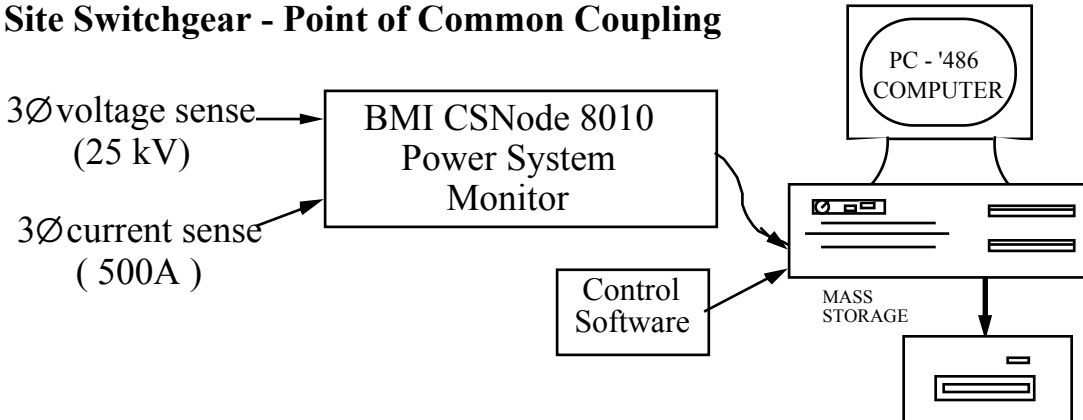 Site Switchgear - Point of Common Coupling
3Ø voltage sense
(25 kV)
3Ø current sense
( 500A )
BMI CSNode 8010
Power System
Monitor
PC - '486
COMPUTER
Control
Software
MASS
STORAGE